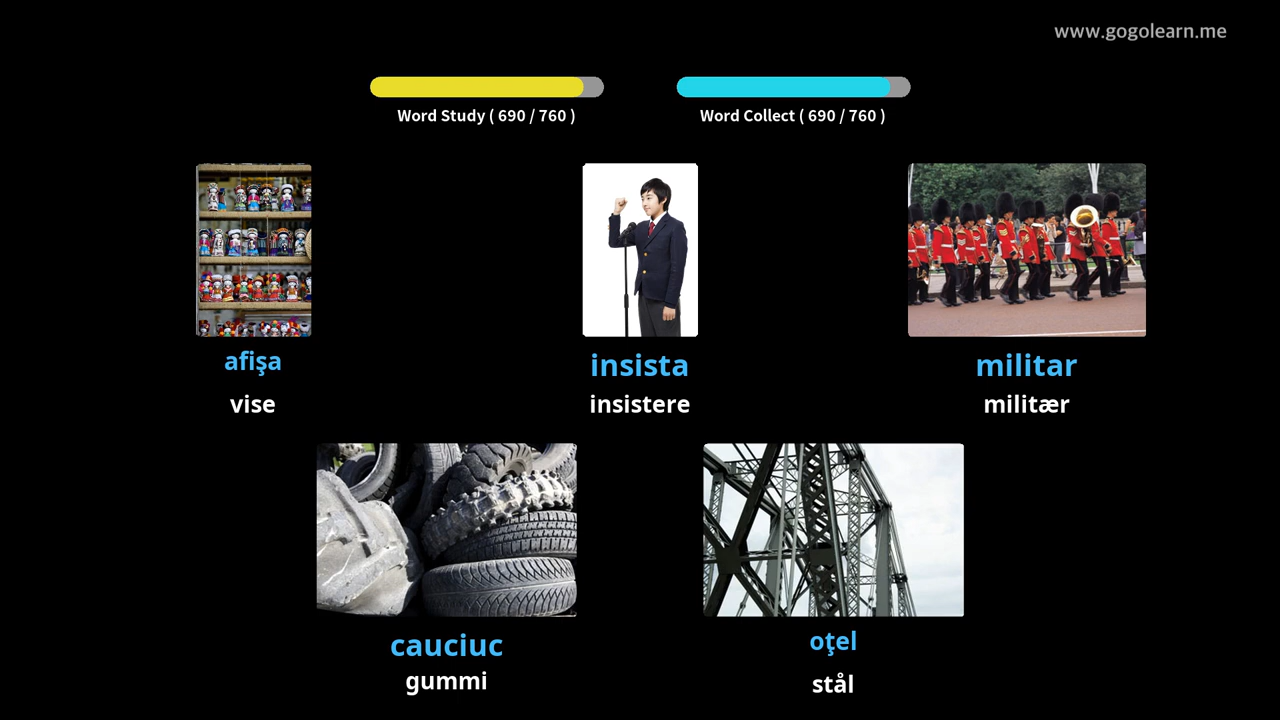 www.gogolearn.me
Word Study ( 690 / 760 )
Word Collect ( 690 / 760 )
afişa
vise
insista
insistere
militar
militær
cauciuc
gummi
oţel
stål